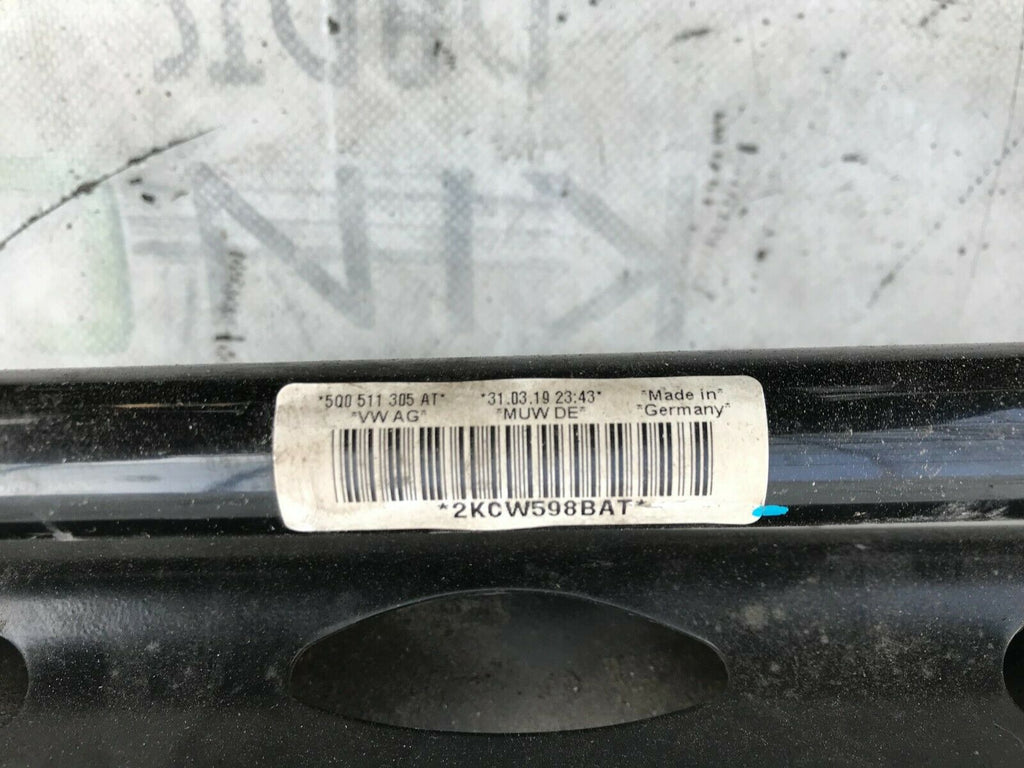 *5Q0 511 305 AT* *31.03.19 23:43* *Made in*
*VW AG* *MUW DE* *Germany*
*2KCW598BAT*